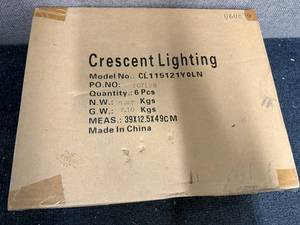 Crescent Lighting
Model No. CL115121Y0LN
PO.NO:
Quantity: 6 Pcs
N.W.: Kgs
G.W.: Kgs
MEAS.: 39X12.5X49CM
Made In China